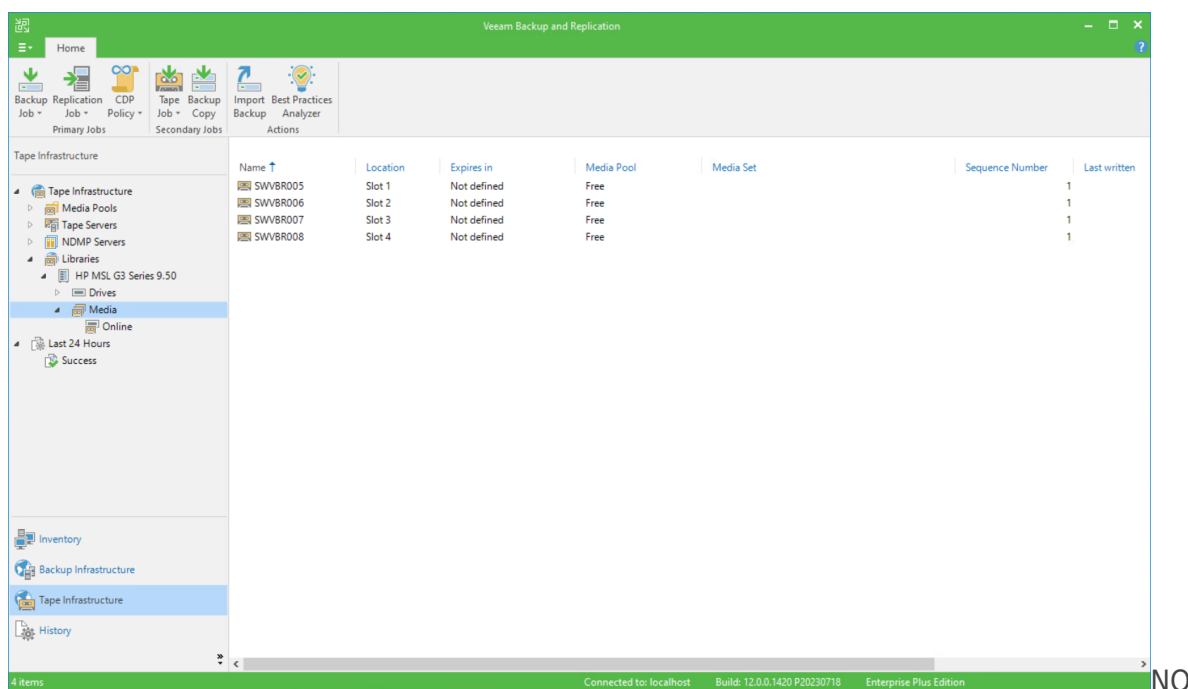 Veeam Backup and Replication
Home
Backup Job
Replication Job
CDP Policy
Tape Job
Backup Copy
Import Backup
Best Practices Analyzer
Primary Jobs
Secondary Jobs
Actions
Tape Infrastructure
Tape Infrastructure
Media Pools
Tape Servers
NDMP Servers
Libraries
HP MSL G3 Series 9.50
Drives
Media
Online
Last 24 Hours
Success
Name Location Expires in Media Pool Media Set Sequence Number Last written
SWVBR005 Slot 1 Not defined Free 1
SWVBR006 Slot 2 Not defined Free 1
SWVBR007 Slot 3 Not defined Free 1
SWVBR008 Slot 4 Not defined Free 1
Inventory
Backup Infrastructure
Tape Infrastructure
History
4 items Connected to: localhost Build: 12.0.0.1420 P20230718 Enterprise Plus Edition
NO